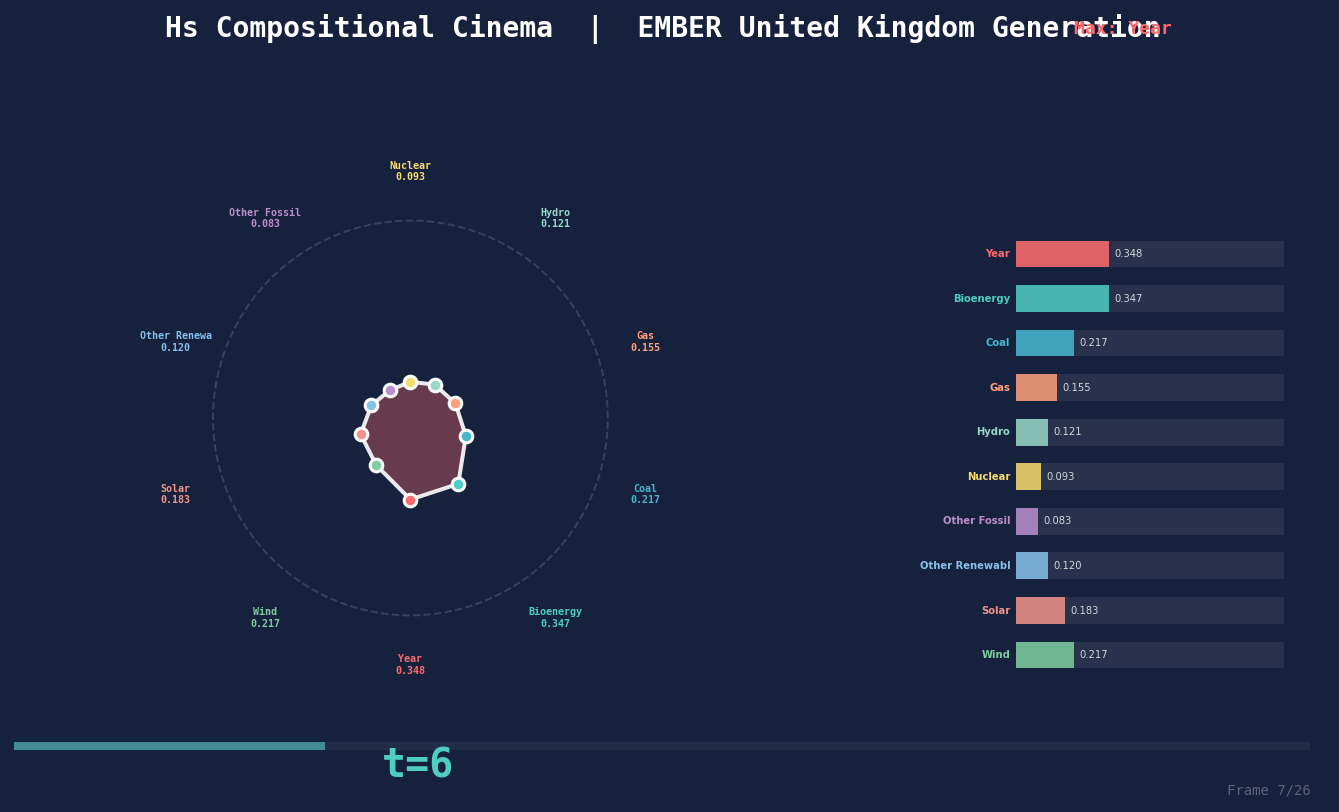 Hs Compositional Cinema | EMBER United Kingdom Generation
Max: Year
Nuclear
0.093
Other Fossil
0.083
Hydro
0.121
Other Renewa
0.120
Gas
0.155
Solar
0.183
Coal
0.217
Wind
0.217
Bioenergy
0.347
Year
0.348
Year 0.348
Bioenergy 0.347
Coal 0.217
Gas 0.155
Hydro 0.121
Nuclear 0.093
Other Fossil 0.083
Other Renewabl 0.120
Solar 0.183
Wind 0.217
t=6
Frame 7/26